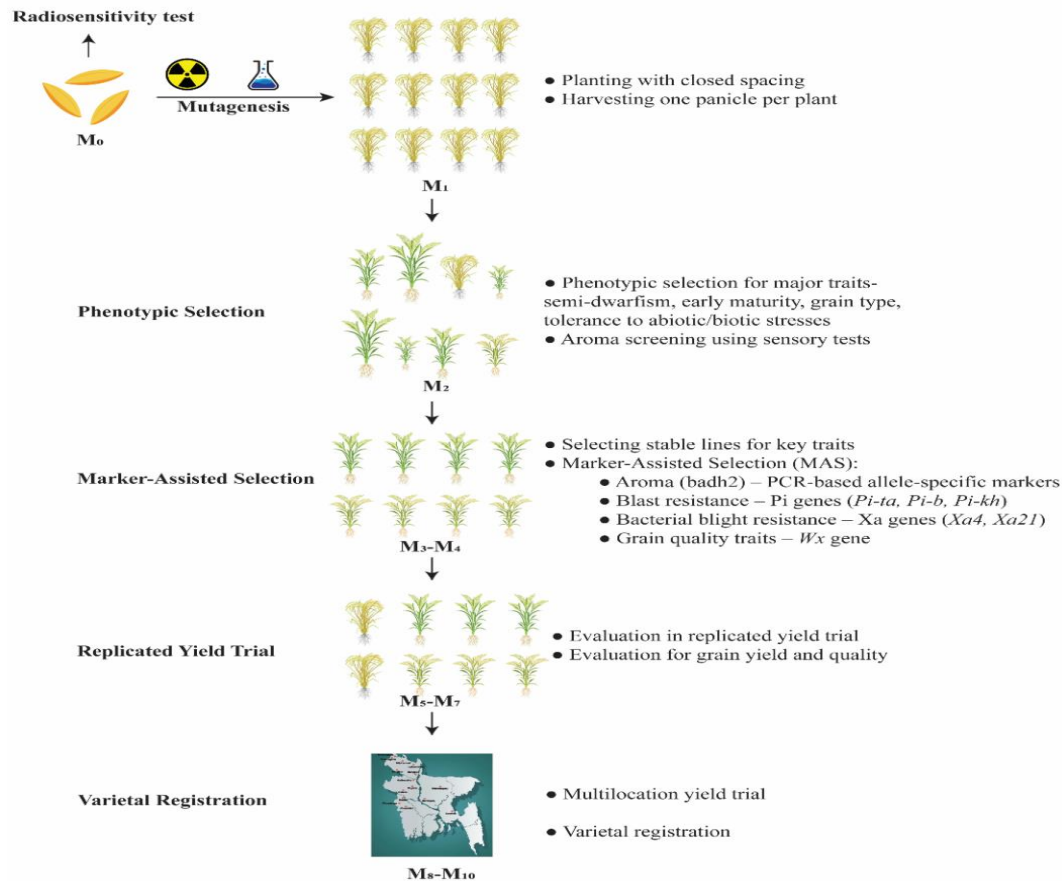 Radiosensitivity test
M₀
Mutagenesis
● Planting with closed spacing
● Harvesting one panicle per plant
M₁
Phenotypic Selection
● Phenotypic selection for major traits-
semi-dwarfism, early maturity, grain type,
tolerance to abiotic/biotic stresses
● Aroma screening using sensory tests
M₂
Marker-Assisted Selection
● Selecting stable lines for key traits
● Marker-Assisted Selection (MAS):
● Aroma (badh2) – PCR-based allele-specific markers
● Blast resistance – Pi genes (Pi-ta, Pi-b, Pi-kh)
● Bacterial blight resistance – Xa genes (Xa4, Xa21)
● Grain quality traits – Wx gene
M₃-M₄
Replicated Yield Trial
● Evaluation in replicated yield trial
● Evaluation for grain yield and quality
M₅-M₇
Varietal Registration
● Multilocation yield trial
● Varietal registration
M₈-M₁₀